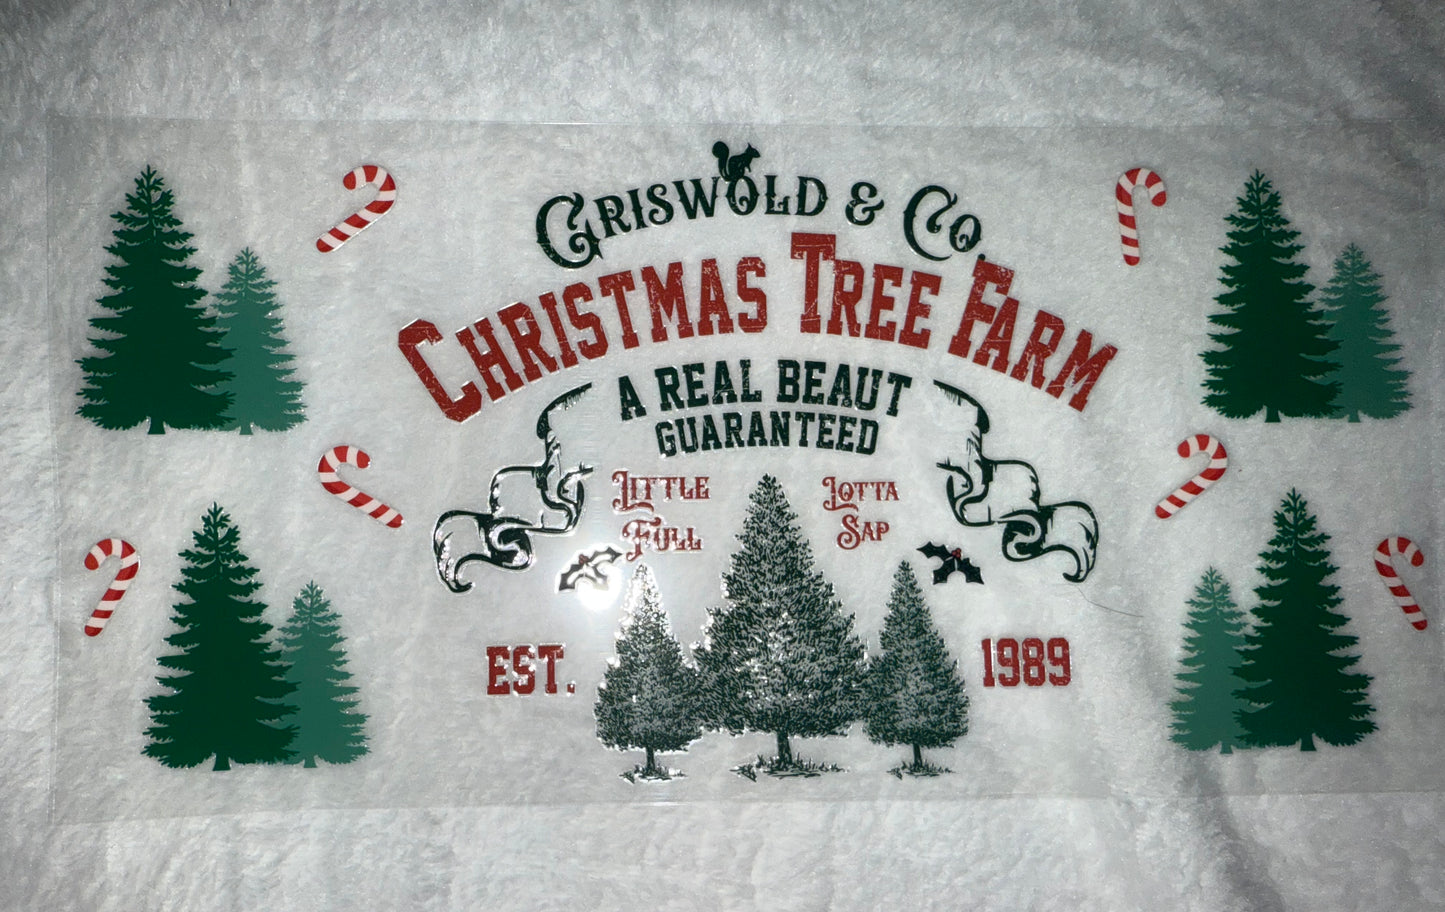 Griswold & Co.
Christmas Tree Farm
A REAL BEAUT
GUARANTEED
Little Full
Lotta Sap
EST. 1989